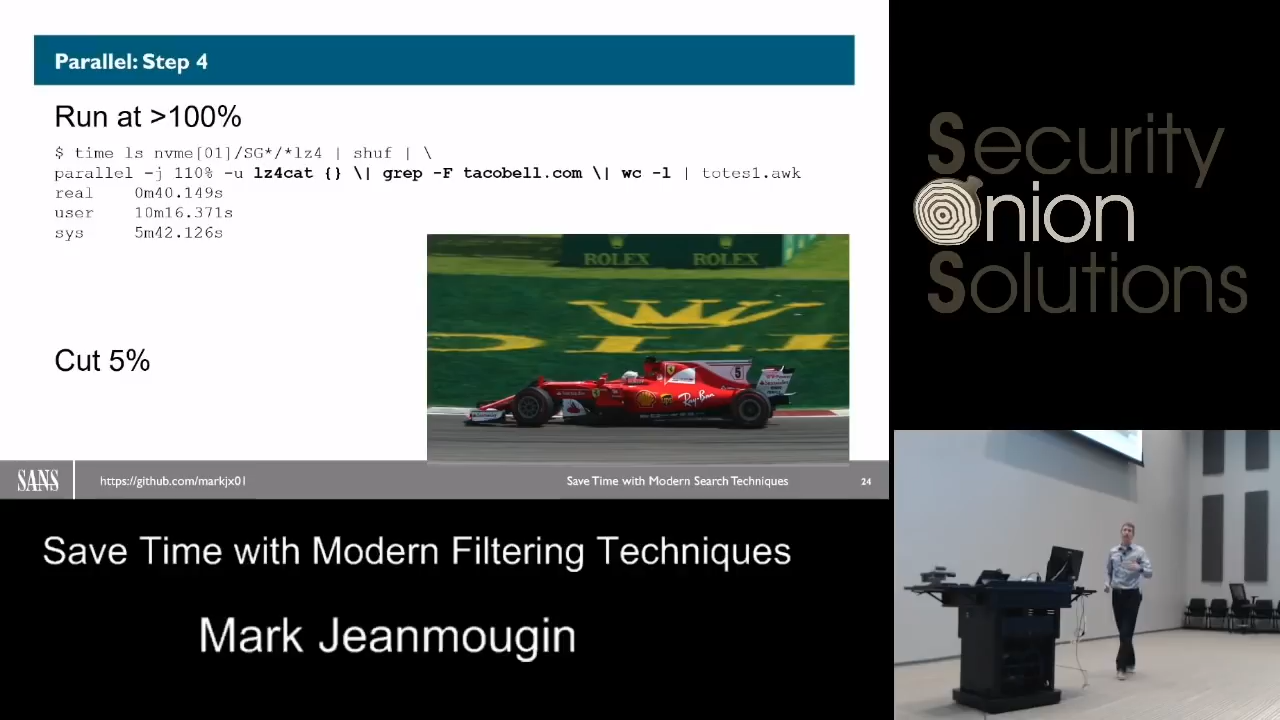 Parallel: Step 4
Run at >100%
$ time ls nvme[01]/SG*/*lz4 | shuf | \
parallel -j 110% -u lz4cat {} \| grep -F tacobell.com \| wc -l | totes1.awk
real 0m40.149s
user 10m16.371s
sys 5m42.126s
Cut 5%
ROLEX ROLEX
5
Ray-Ban
SANS
https://github.com/markjx01
Save Time with Modern Search Techniques
24
Security
Onion
Solutions
Save Time with Modern Filtering Techniques
Mark Jeanmougin